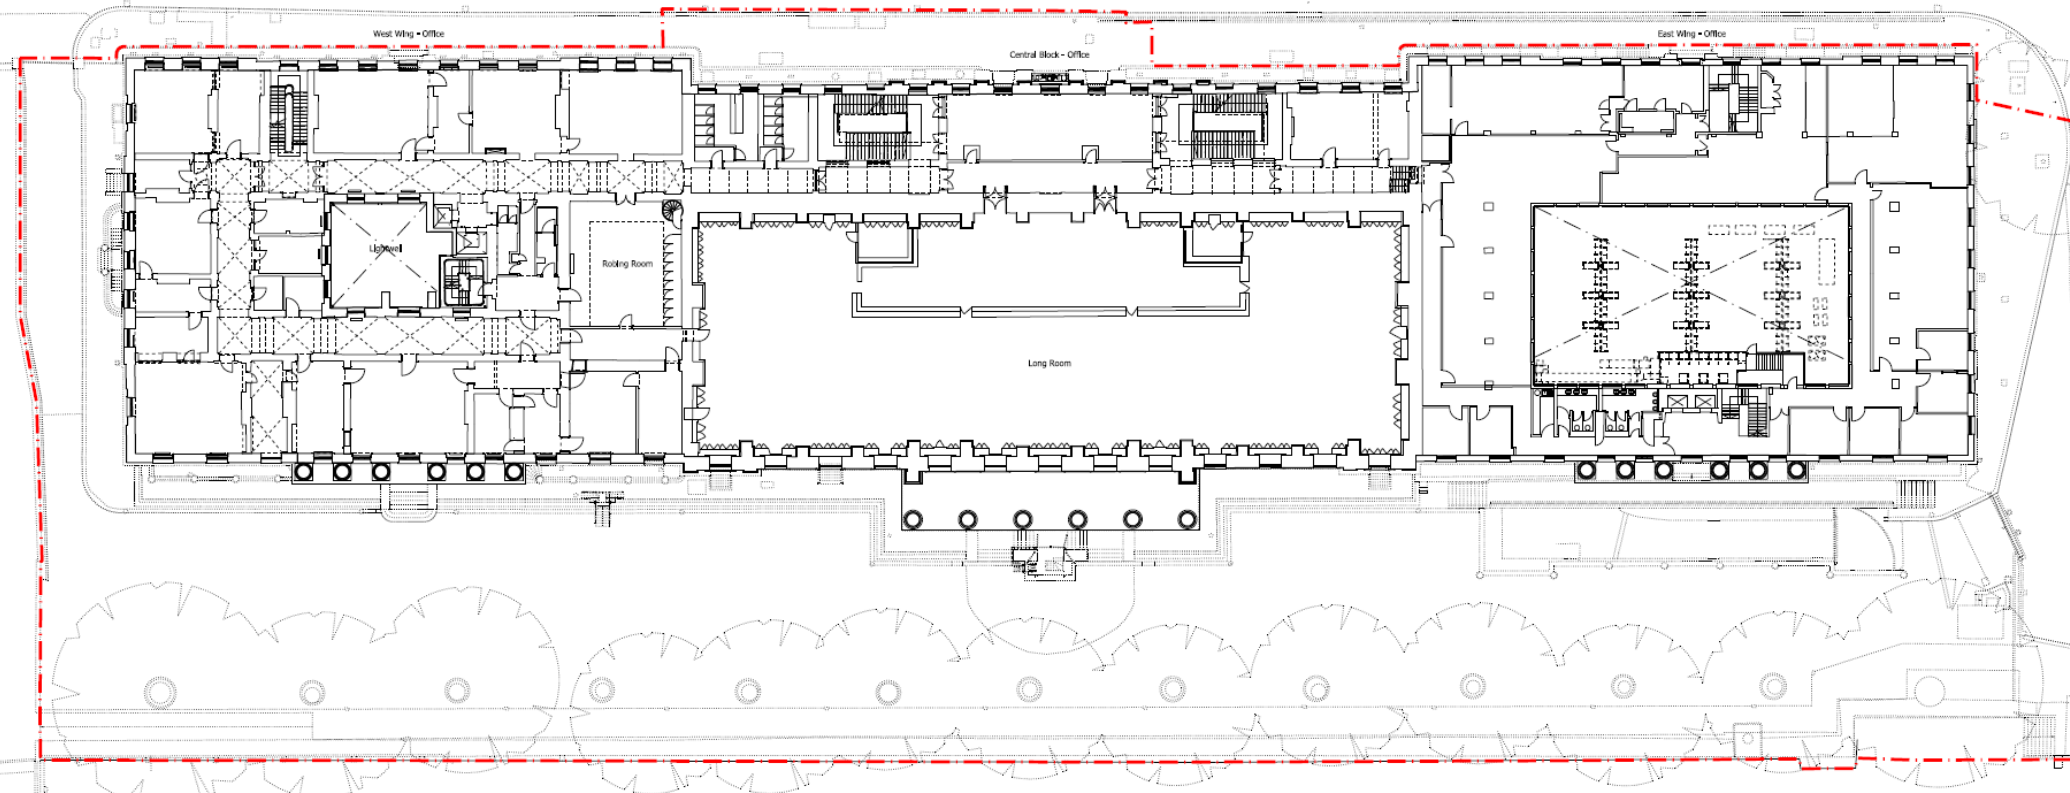 West Wing - Office
Central Block - Office
East Wing - Office
Lightwell
Robing Room
Long Room